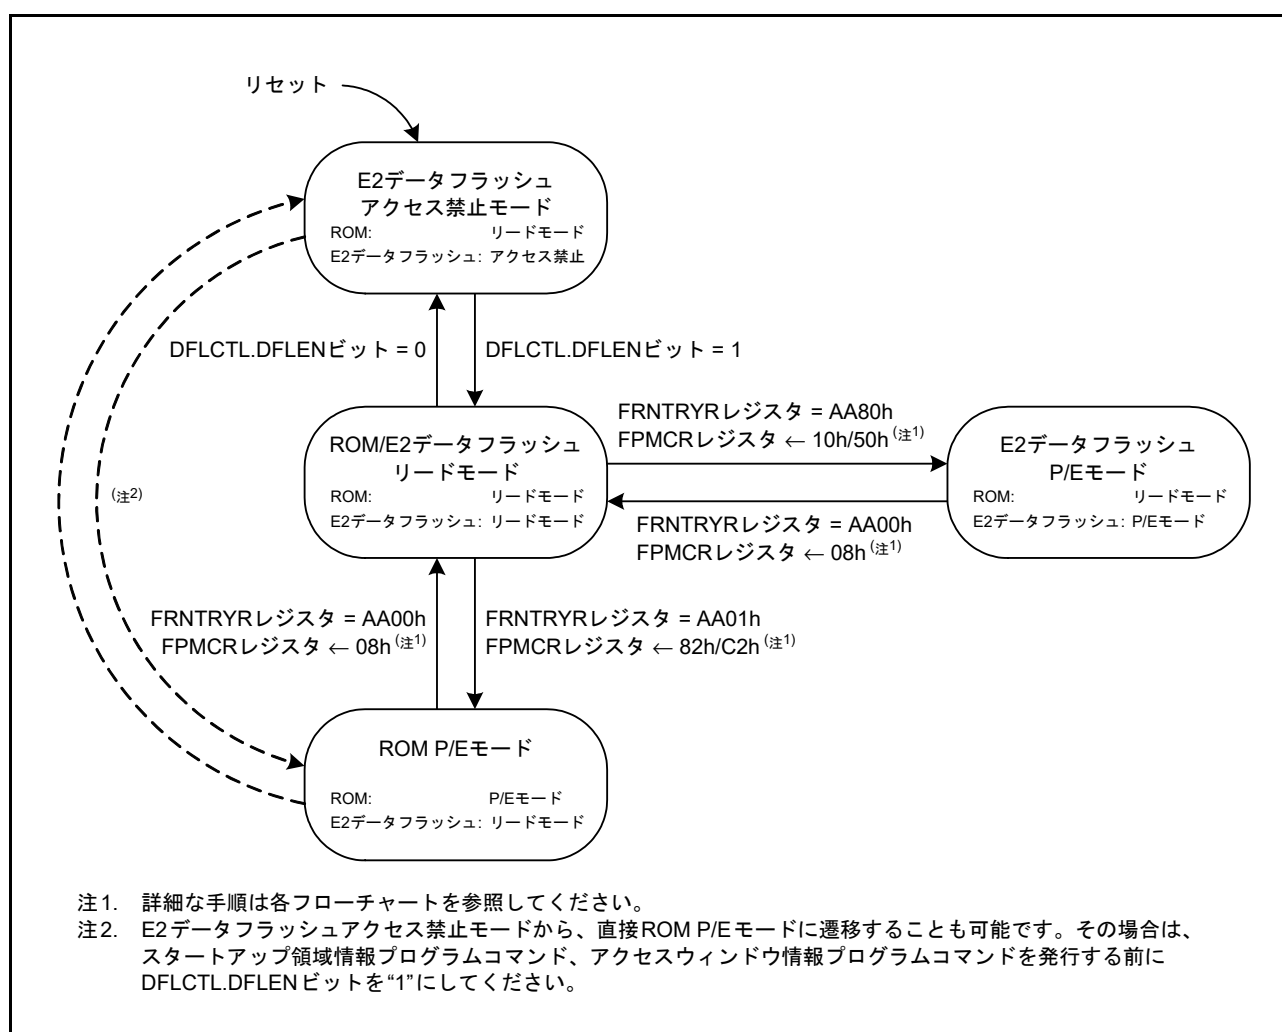 リセット
E2データフラッシュ
アクセス禁止モード
ROM: リードモード
E2データフラッシュ: アクセス禁止
DFLCTL.DFLENビット = 0
DFLCTL.DFLENビット = 1
ROM/E2データフラッシュ
リードモード
ROM: リードモード
E2データフラッシュ: リードモード
FRNTRYRレジスタ = AA80h
FPMCRレジスタ ← 10h/50h (注1)
E2データフラッシュ
P/Eモード
ROM: リードモード
E2データフラッシュ: P/Eモード
FRNTRYRレジスタ = AA00h
FPMCRレジスタ ← 08h (注1)
(注2)
FRNTRYRレジスタ = AA00h
FPMCRレジスタ ← 08h (注1)
FRNTRYRレジスタ = AA01h
FPMCRレジスタ ← 82h/C2h (注1)
ROM P/Eモード
ROM: P/Eモード
E2データフラッシュ: リードモード
注1. 詳細な手順は各フローチャートを参照してください。
注2. E2データフラッシュアクセス禁止モードから、直接ROM P/Eモードに遷移することも可能です。その場合は、
スタートアップ領域情報プログラムコマンド、アクセスウィンドウ情報プログラムコマンドを発行する前に
DFLCTL.DFLENビットを“1”にしてください。